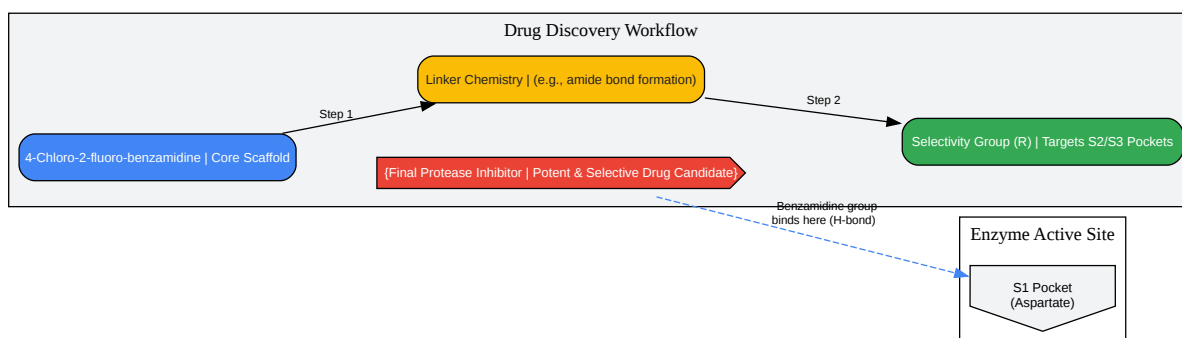 Drug Discovery Workflow
Linker Chemistry | (e.g., amide bond formation)
Step 1
Step 2
4-Chloro-2-fluoro-benzamidine | Core Scaffold
Selectivity Group (R) | Targets S2/S3 Pockets
{Final Protease Inhibitor | Potent & Selective Drug Candidate}
Benzamidine group
binds here (H-bond)
Enzyme Active Site
S1 Pocket
(Aspartate)